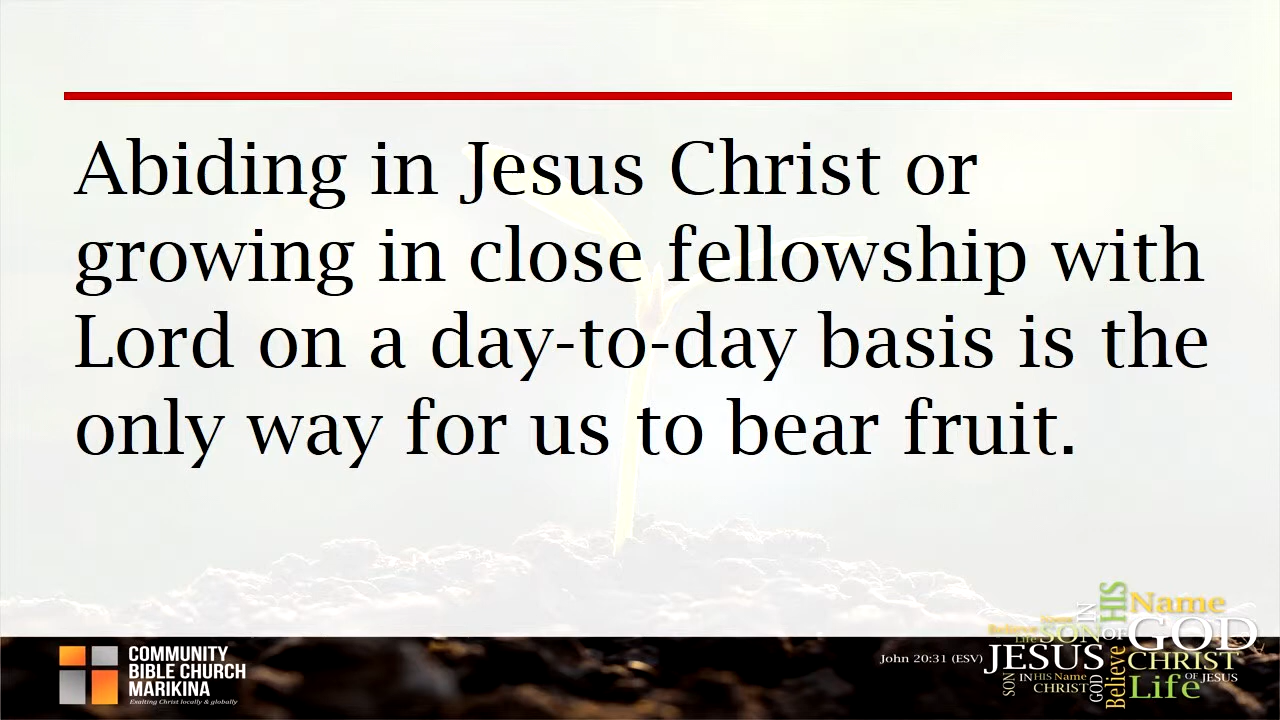 Abiding in Jesus Christ or
growing in close fellowship with
Lord on a day-to-day basis is the
only way for us to bear fruit.
COMMUNITY
BIBLE CHURCH
MARIKINA
Exalting Christ locally & globally
John 20:31 (ESV)
IN
HIS
Name
Believe
Life
SON
OF
GOD
JESUS
Believe
CHRIST
SON
IN HIS Name
CHRIST
GOD
OF JESUS
Life